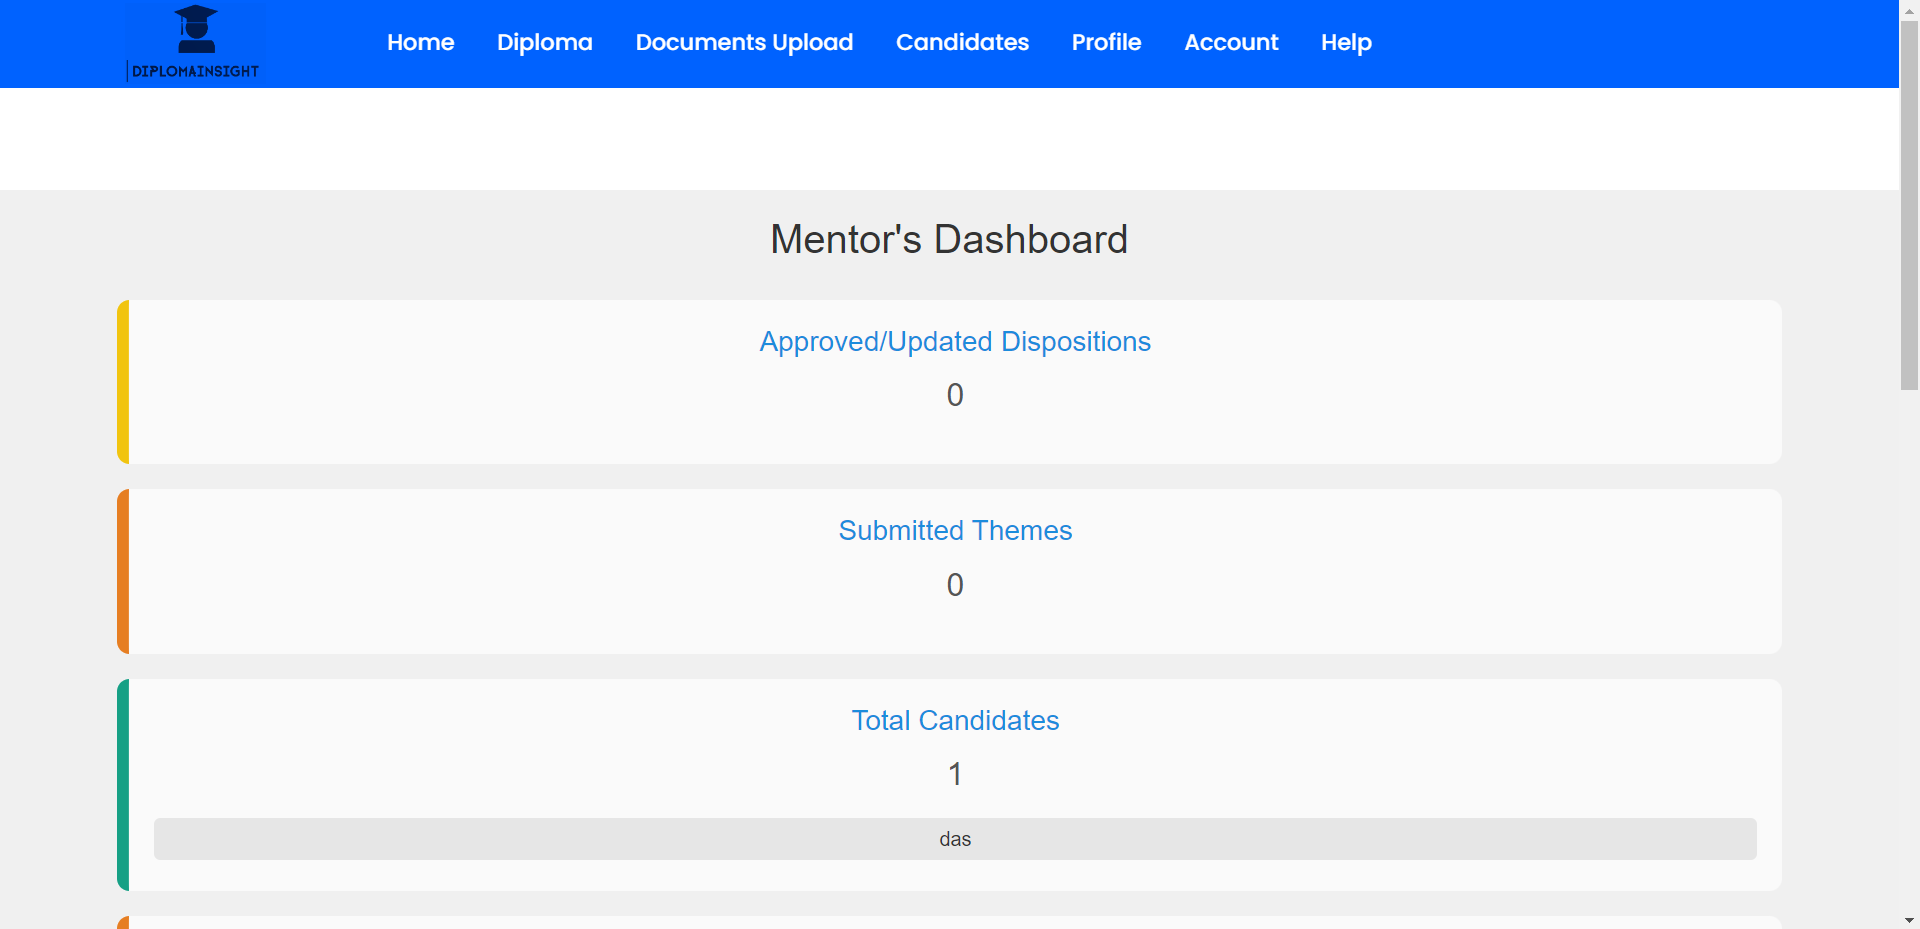 DIPLOMAINSIGHT
Home Diploma Documents Upload Candidates Profile Account Help
Mentor's Dashboard
Approved/Updated Dispositions
0
Submitted Themes
0
Total Candidates
1
das